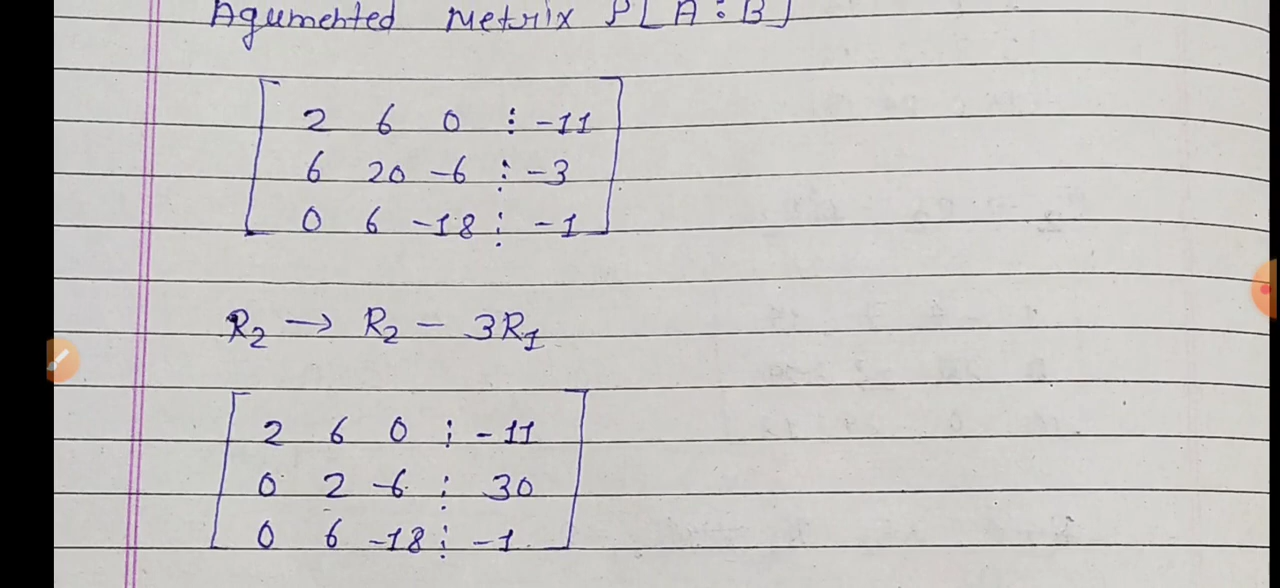 Agumented Metrix P[A:B]
2 6 0 ⋮ -11
6 20 -6 ⋮ -3
0 6 -18 ⋮ -1
R₂ → R₂ - 3R₁
2 6 0 ⋮ -11
0 2 -6 ⋮ 30
0 6 -18 ⋮ -1